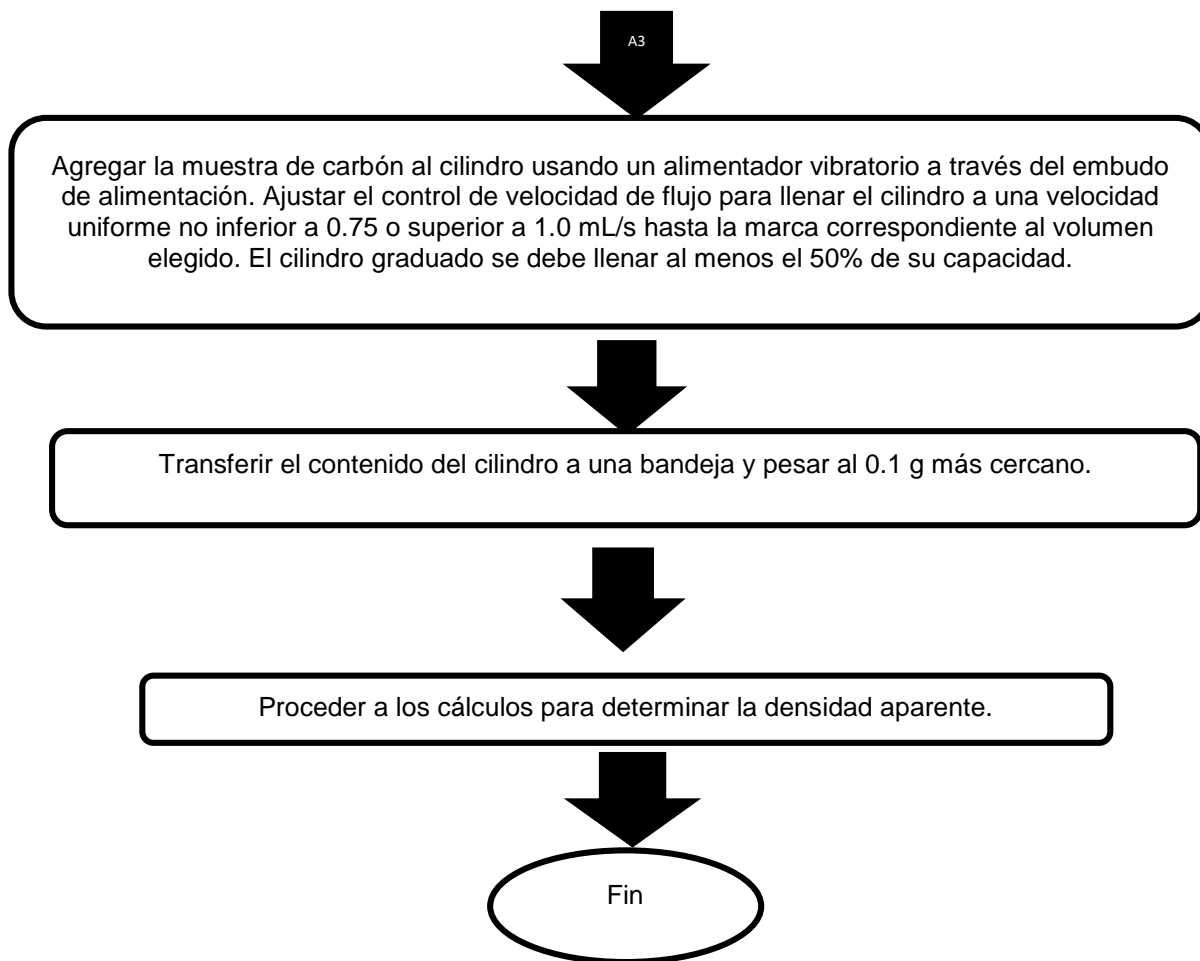 A3
Agregar la muestra de carbón al cilindro usando un alimentador vibratorio a través del embudo
de alimentación. Ajustar el control de velocidad de flujo para llenar el cilindro a una velocidad
uniforme no inferior a 0.75 o superior a 1.0 mL/s hasta la marca correspondiente al volumen
elegido. El cilindro graduado se debe llenar al menos el 50% de su capacidad.
Transferir el contenido del cilindro a una bandeja y pesar al 0.1 g más cercano.
Proceder a los cálculos para determinar la densidad aparente.
Fin